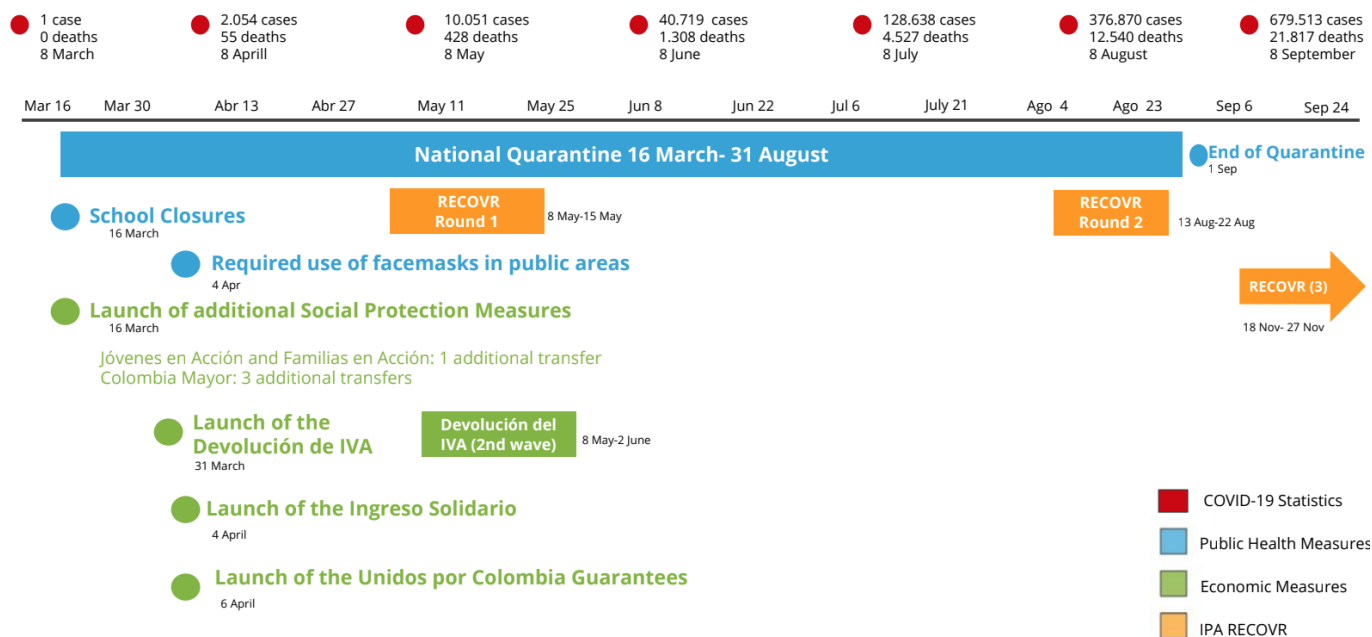 1 case
0 deaths
8 March
2.054 cases
55 deaths
8 Aprill
10.051 cases
428 deaths
8 May
40.719 cases
1.308 deaths
8 June
128.638 cases
4.527 deaths
8 July
376.870 cases
12.540 deaths
8 August
679.513 cases
21.817 deaths
8 September
Mar 16 Mar 30 Abr 13 Abr 27 May 11 May 25 Jun 8 Jun 22 Jul 6 July 21 Ago 4 Ago 23 Sep 6 Sep 24
National Quarantine 16 March- 31 August
End of Quarantine
1 Sep
School Closures
16 March
RECOVR
Round 1
8 May-15 May
RECOVR
Round 2
13 Aug-22 Aug
Required use of facemasks in public areas
4 Apr
RECOVR (3)
18 Nov- 27 Nov
Launch of additional Social Protection Measures
16 March
Jóvenes en Acción and Familias en Acción: 1 additional transfer
Colombia Mayor: 3 additional transfers
Launch of the
Devolución de IVA
31 March
Devolución del
IVA (2nd wave)
8 May-2 June
Launch of the Ingreso Solidario
4 April
Launch of the Unidos por Colombia Guarantees
6 April
COVID-19 Statistics
Public Health Measures
Economic Measures
IPA RECOVR